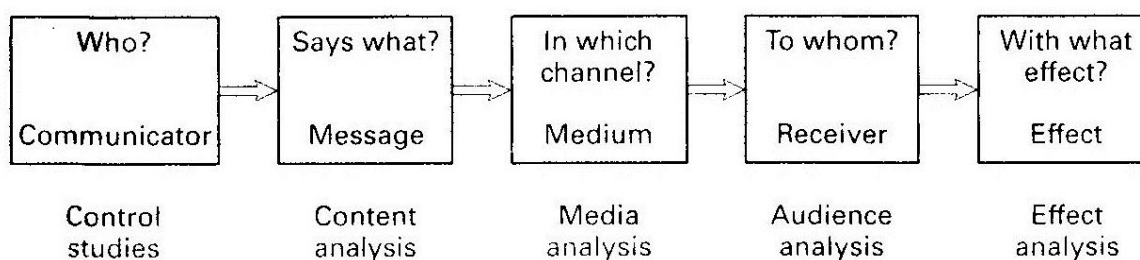 Who?
Communicator
Says what?
Message
In which
channel?
Medium
To whom?
Receiver
With what
effect?
Effect
Control
studies
Content
analysis
Media
analysis
Audience
analysis
Effect
analysis